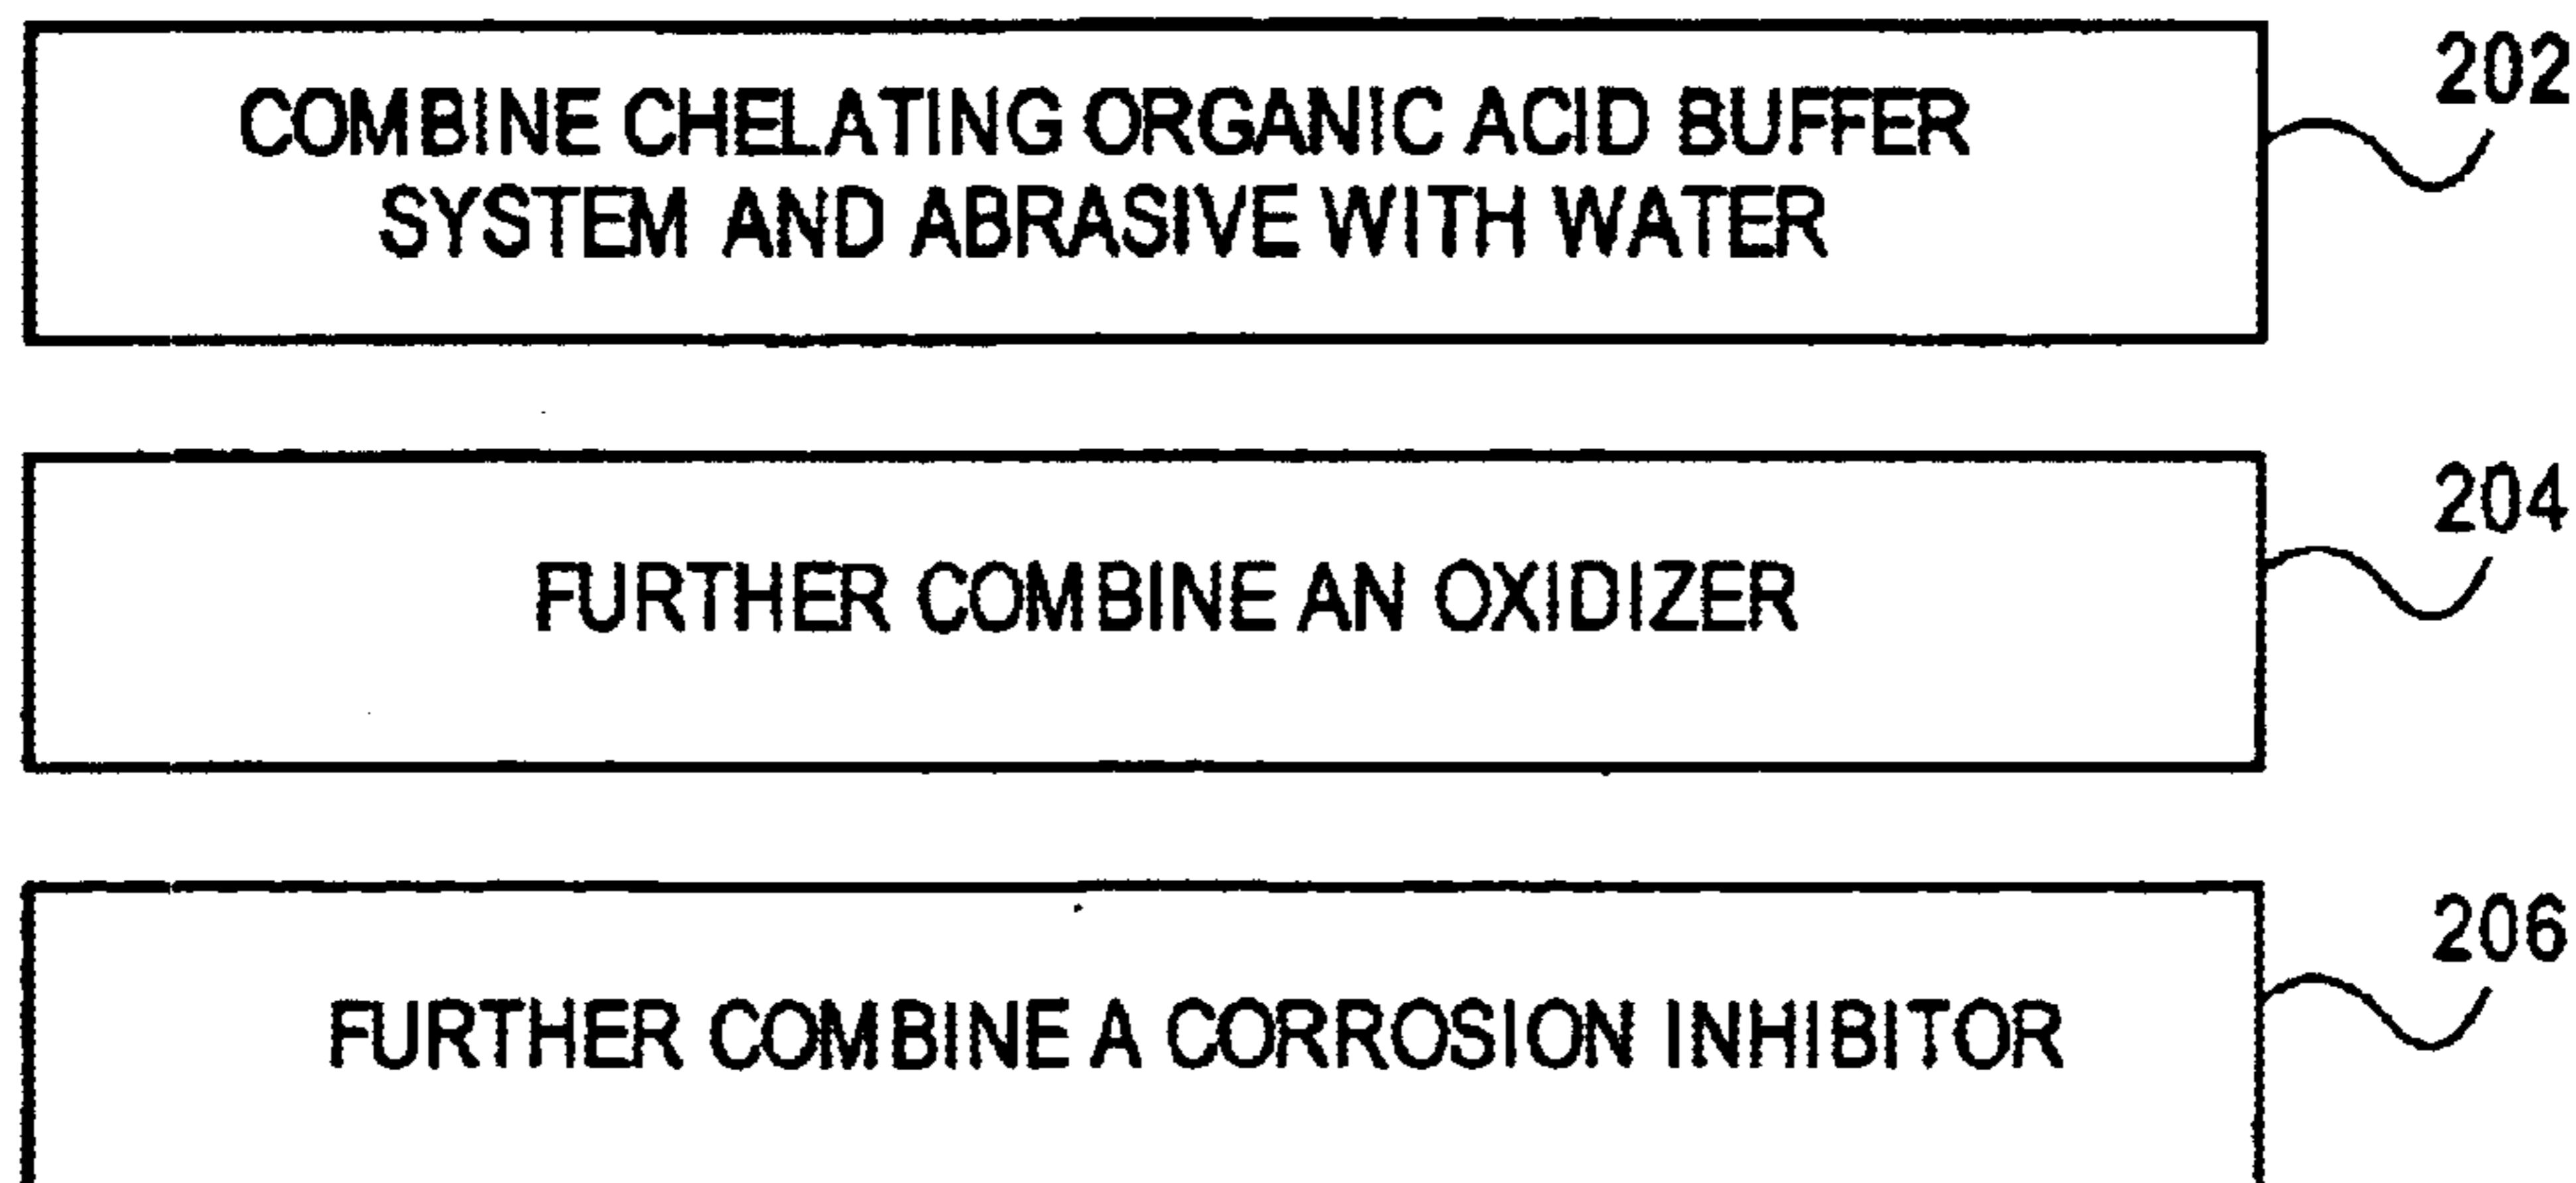 COMBINE CHELATING ORGANIC ACID BUFFER
SYSTEM AND ABRASIVE WITH WATER
202
FURTHER COMBINE AN OXIDIZER
204
FURTHER COMBINE A CORROSION INHIBITOR
206